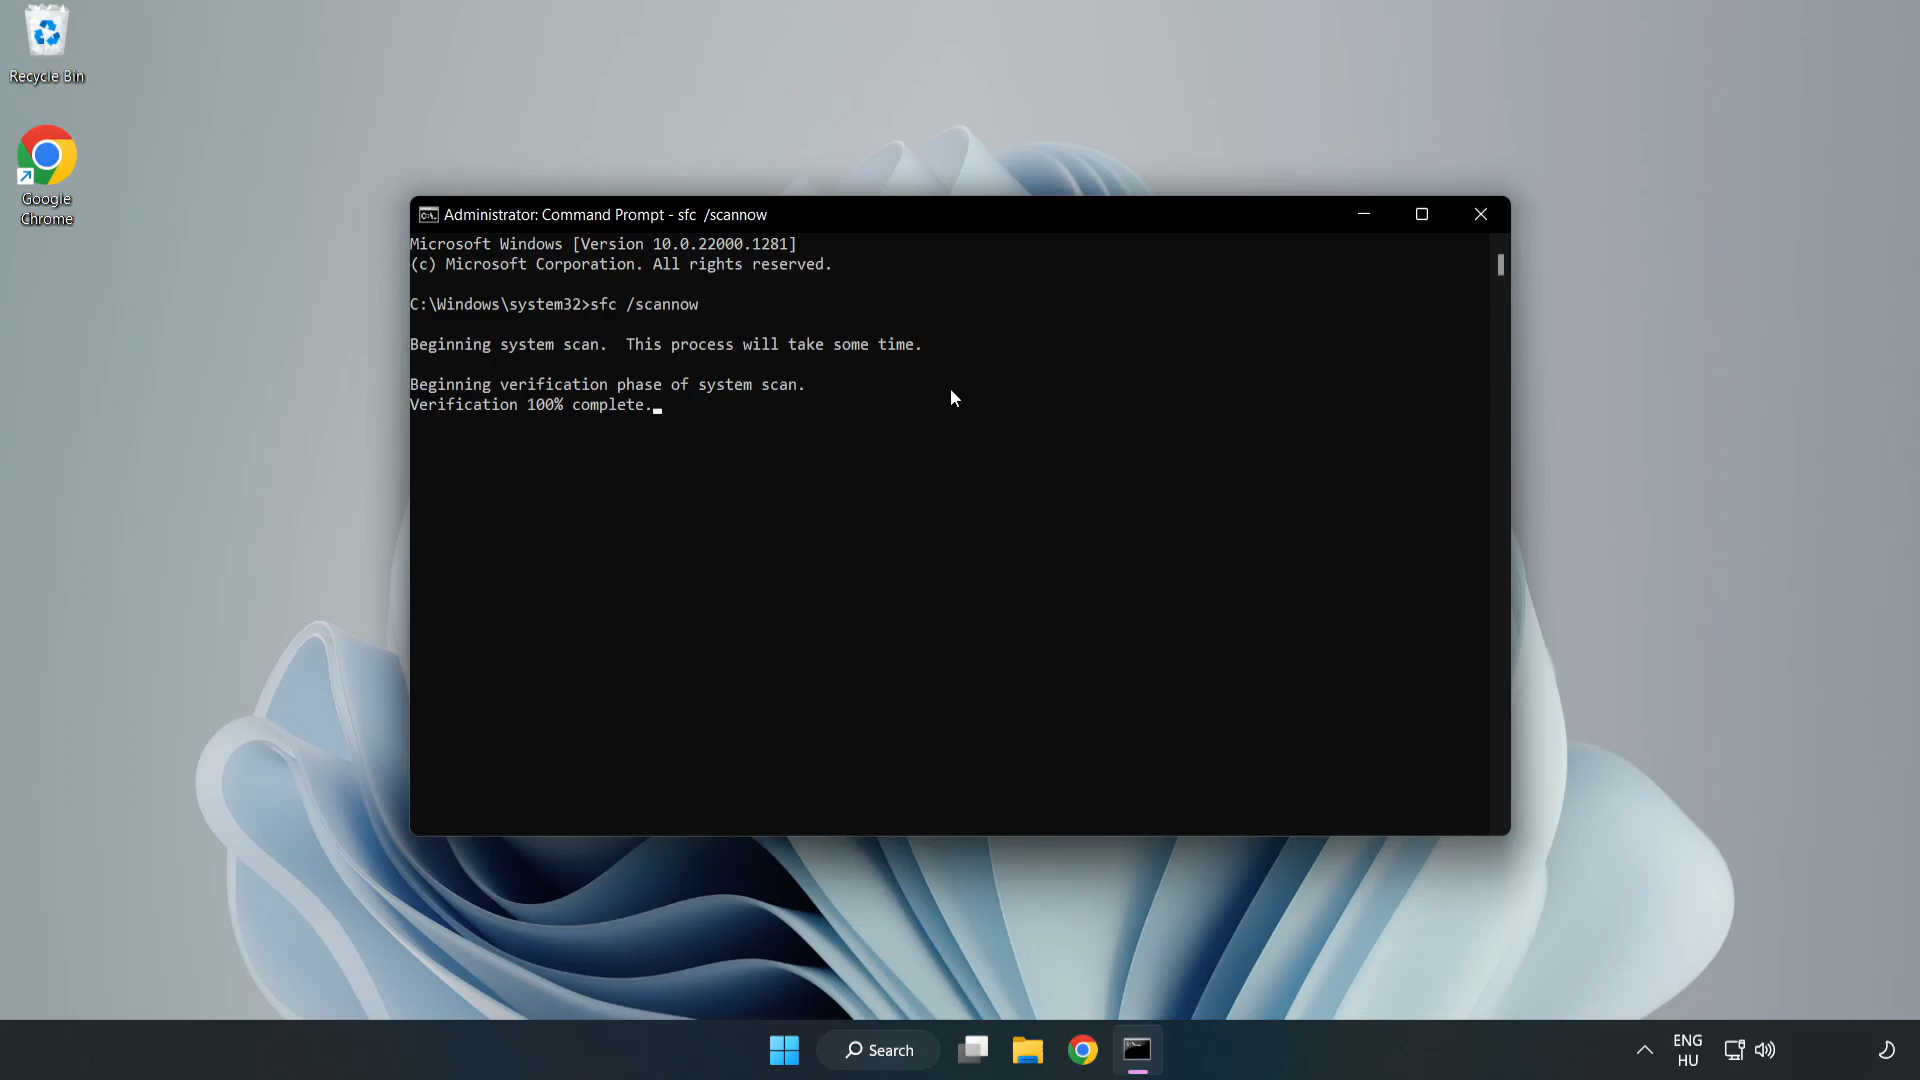 Recycle Bin
Google
Chrome
Administrator: Command Prompt - sfc  /scannow
Microsoft Windows [Version 10.0.22000.1281]
(c) Microsoft Corporation. All rights reserved.
C:\Windows\system32>sfc /scannow
Beginning system scan.  This process will take some time.
Beginning verification phase of system scan.
Verification 100% complete.
Search
ENG
HU